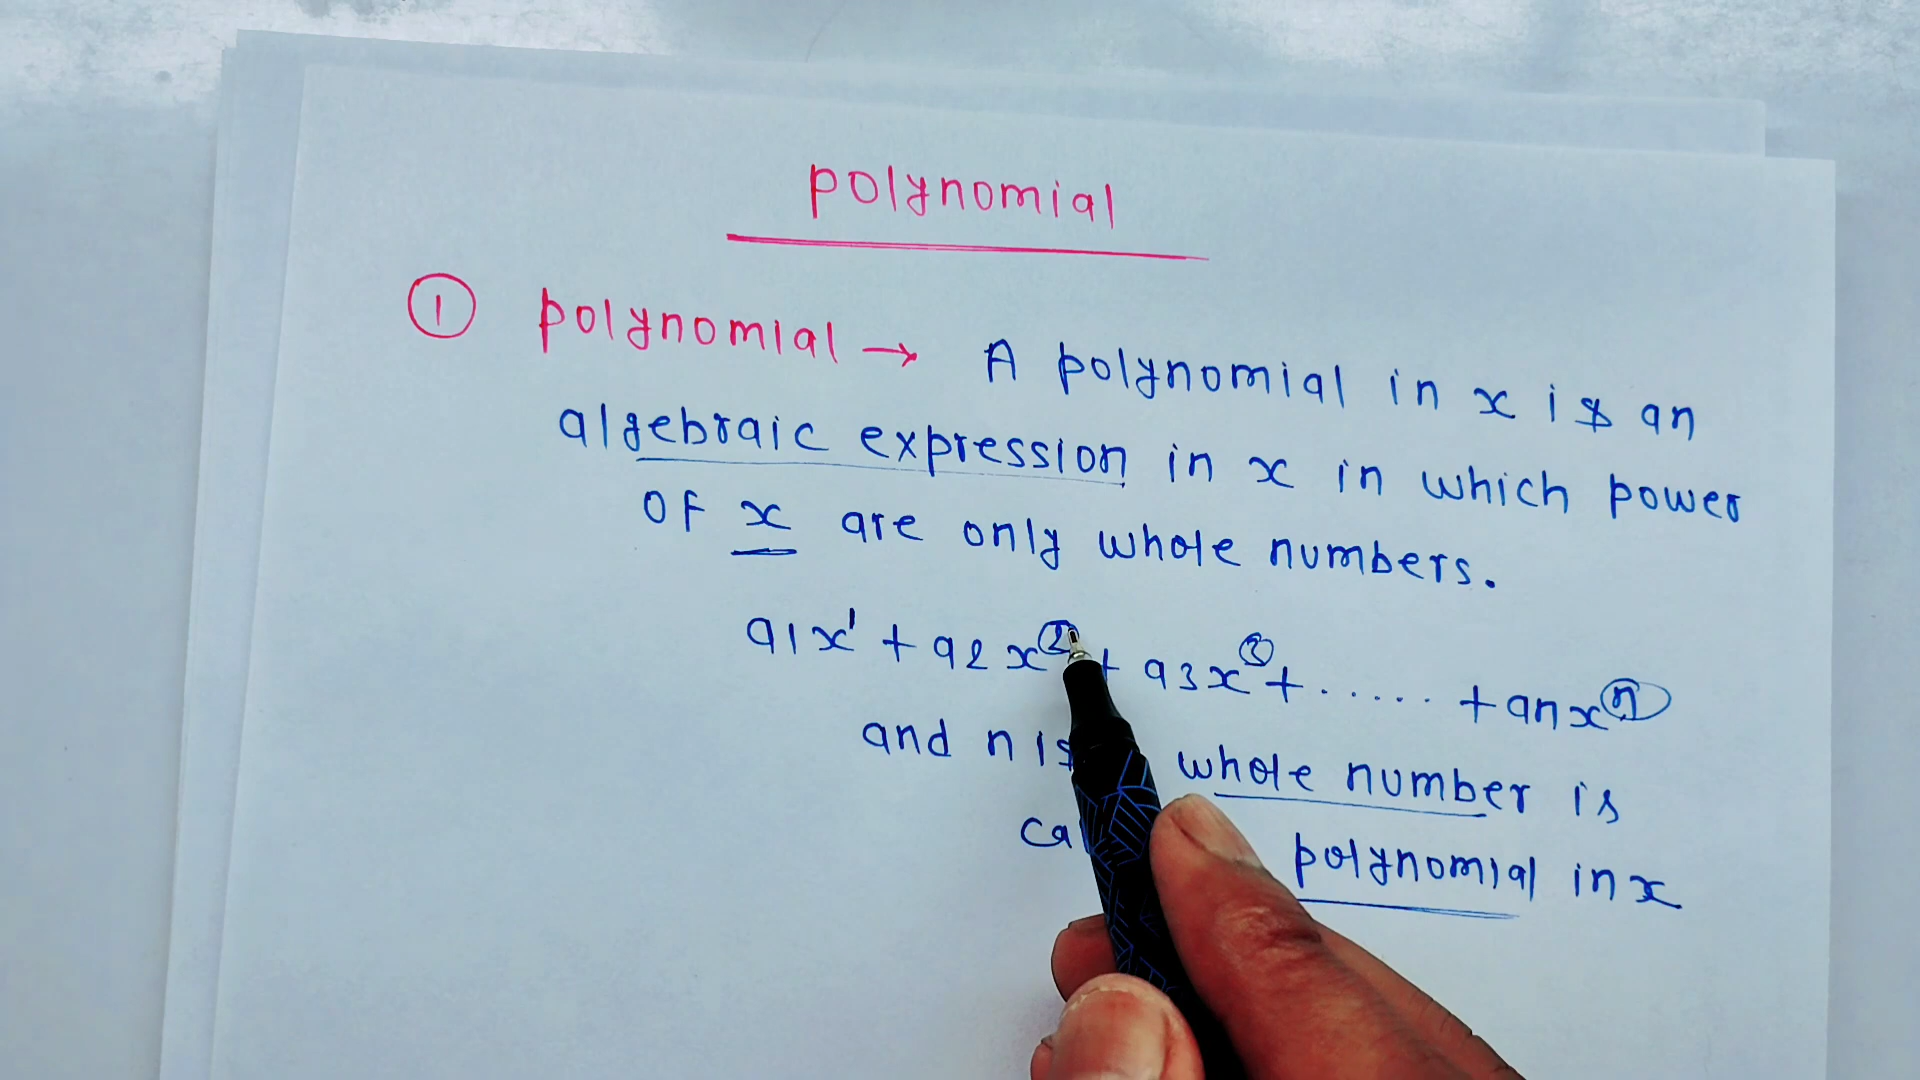 polynomial
① polynomial → A polynomial in x is an
algebraic expression in x in which power
of x are only whole numbers.
a1x¹ + a2x² + a3x³ + ...... + anxⁿ
and n is whole number is
polynomial in x